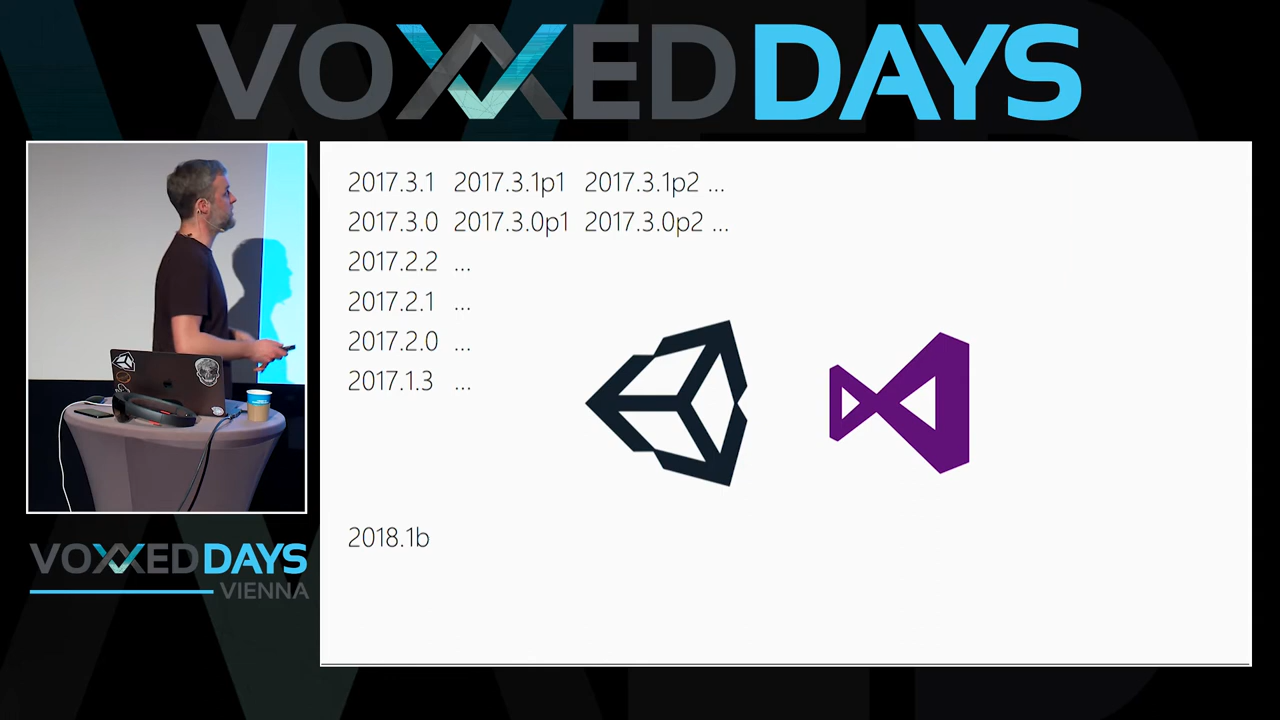 VOXXED DAYS
2017.3.1 2017.3.1p1 2017.3.1p2 ...
2017.3.0 2017.3.0p1 2017.3.0p2 ...
2017.2.2 ...
2017.2.1 ...
2017.2.0 ...
2017.1.3 ...
2018.1b
VOXXED DAYS
VIENNA